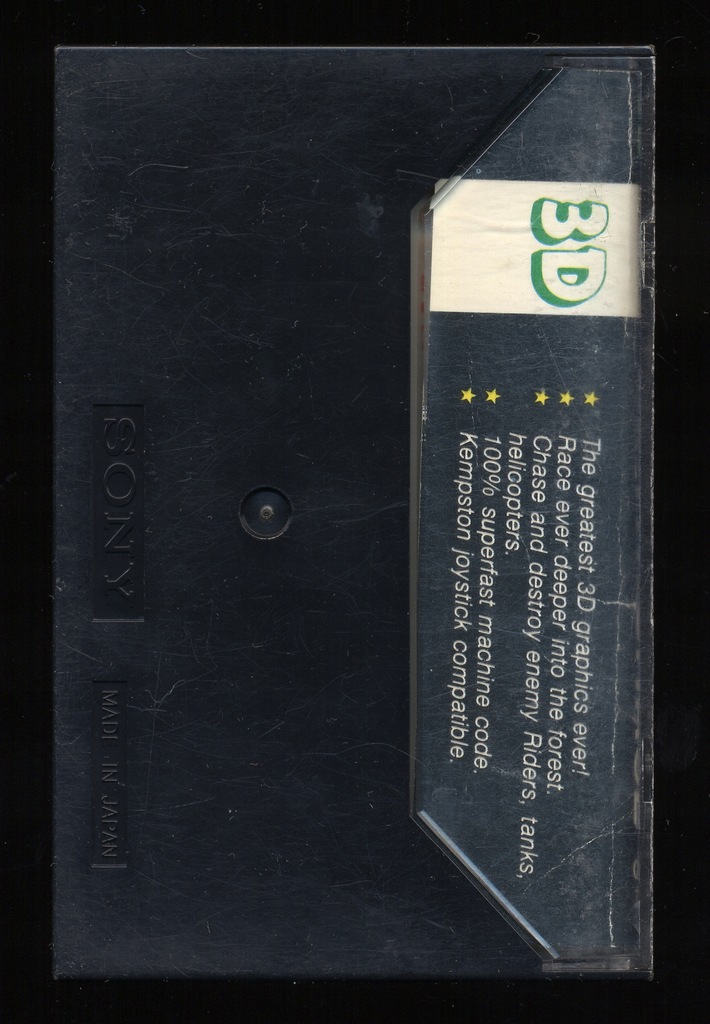 3D
★ The greatest 3D graphics ever!
★ Race ever deeper into the forest.
★ Chase and destroy enemy Riders, tanks,
helicopters.
★ 100% superfast machine code.
★ Kempston joystick compatible.
SONY
MADE IN JAPAN